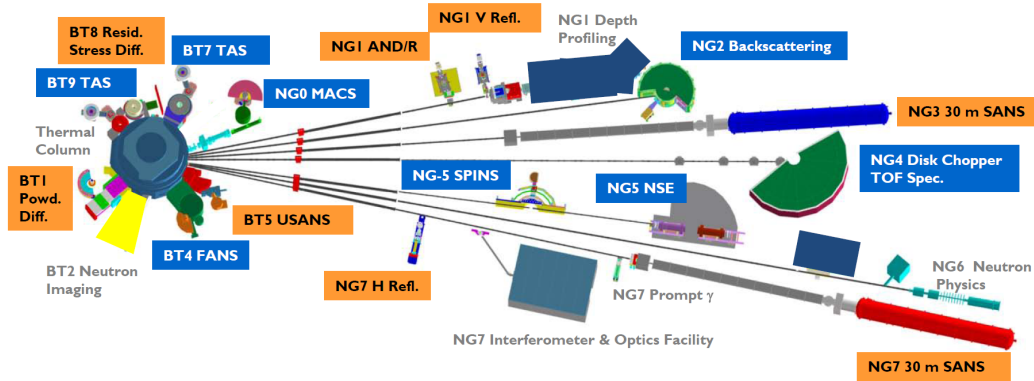 BT8 Resid.
Stress Diff.
BT7 TAS
BT9 TAS
NG0 MACS
NG1 AND/R
NG1 V Refl.
NG1 Depth
Profiling
NG2 Backscattering
NG3 30 m SANS
Thermal
Column
NG4 Disk Chopper
TOF Spec.
BT1
Powd.
Diff.
NG-5 SPINS
NG5 NSE
BT5 USANS
BT4 FANS
BT2 Neutron
Imaging
NG7 H Refl.
NG7 Prompt γ
NG6 Neutron
Physics
NG7 Interferometer & Optics Facility
NG7 30 m SANS